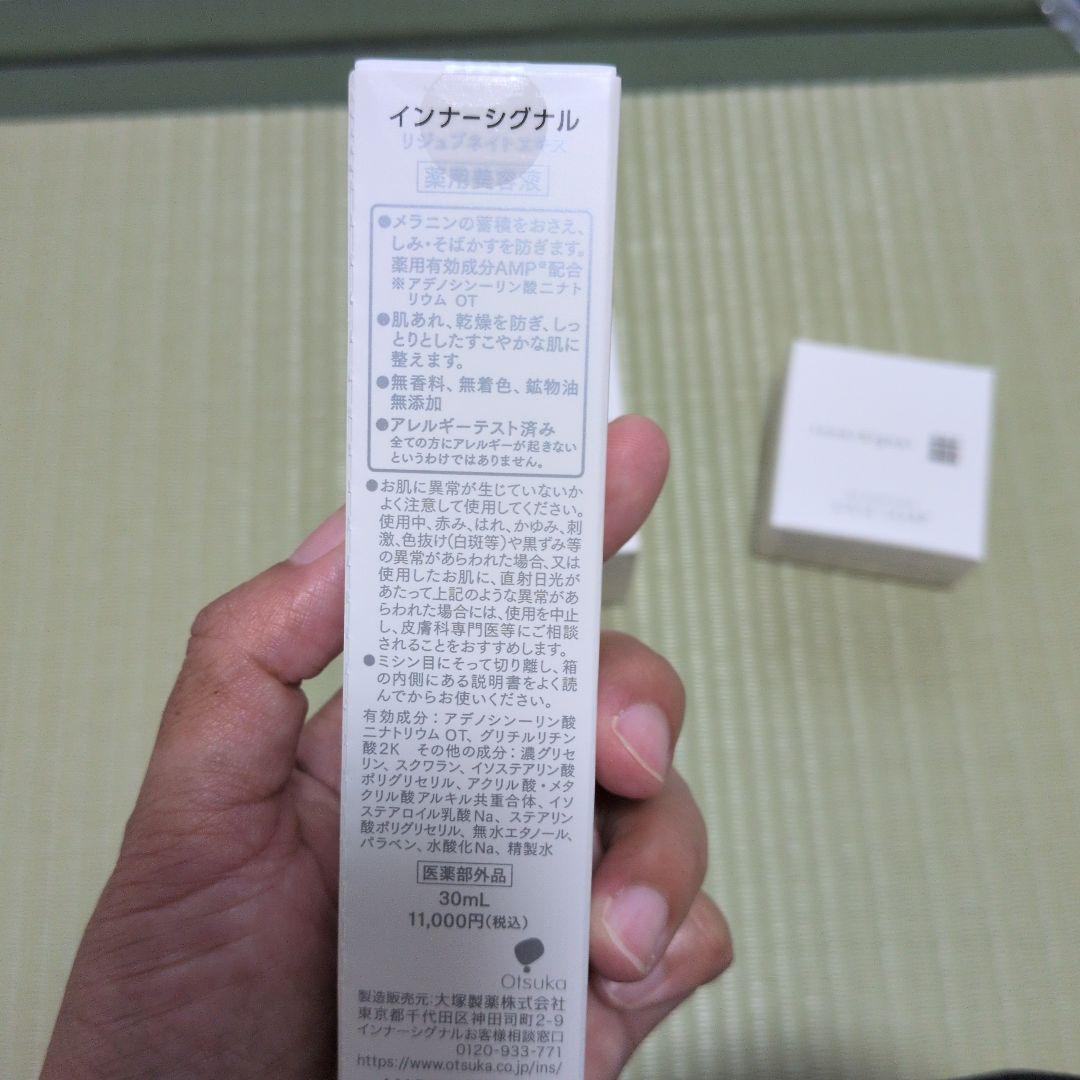 インナーシグナル
リジュブネイトエキス
薬用美容液
●メラニンの蓄積をおさえ、
しみ・そばかすを防ぎます。
薬用有効成分AMP※配合
※アデノシン一リン酸二ナト
リウム OT
●肌あれ、乾燥を防ぎ、しっ
とりとしたすこやかな肌に
整えます。
●無香料、無着色、鉱物油
無添加
●アレルギーテスト済み
全ての方にアレルギーが起きない
というわけではありません。
●お肌に異常が生じていないか
よく注意して使用してください。
使用中、赤み、はれ、かゆみ、刺
激、色抜け(白斑等)や黒ずみ等
の異常があらわれた場合、又は
使用したお肌に、直射日光が
あたって上記のような異常があ
らわれた場合には、使用を中止
し、皮膚科専門医等にご相談
されることをおすすめします。
●ミシン目にそって切り離し、箱
の内側にある説明書をよく読
んでからお使いください。
有効成分：アデノシン一リン酸
二ナトリウムOT、グリチルリチン
酸2K その他の成分：濃グリセ
リン、スクワラン、イソステアリン酸
ポリグリセリル、アクリル酸・メタ
クリル酸アルキル共重合体、イソ
ステアロイル乳酸Na、ステアリン
酸ポリグリセリル、無水エタノール、
パラベン、水酸化Na、精製水
医薬部外品
30mL
11,000円(税込)
Otsuka
製造販売元:大塚製薬株式会社
東京都千代田区神田司町2-9
インナーシグナルお客様相談窓口
0120-933-771
https://www.otsuka.co.jp/ins/